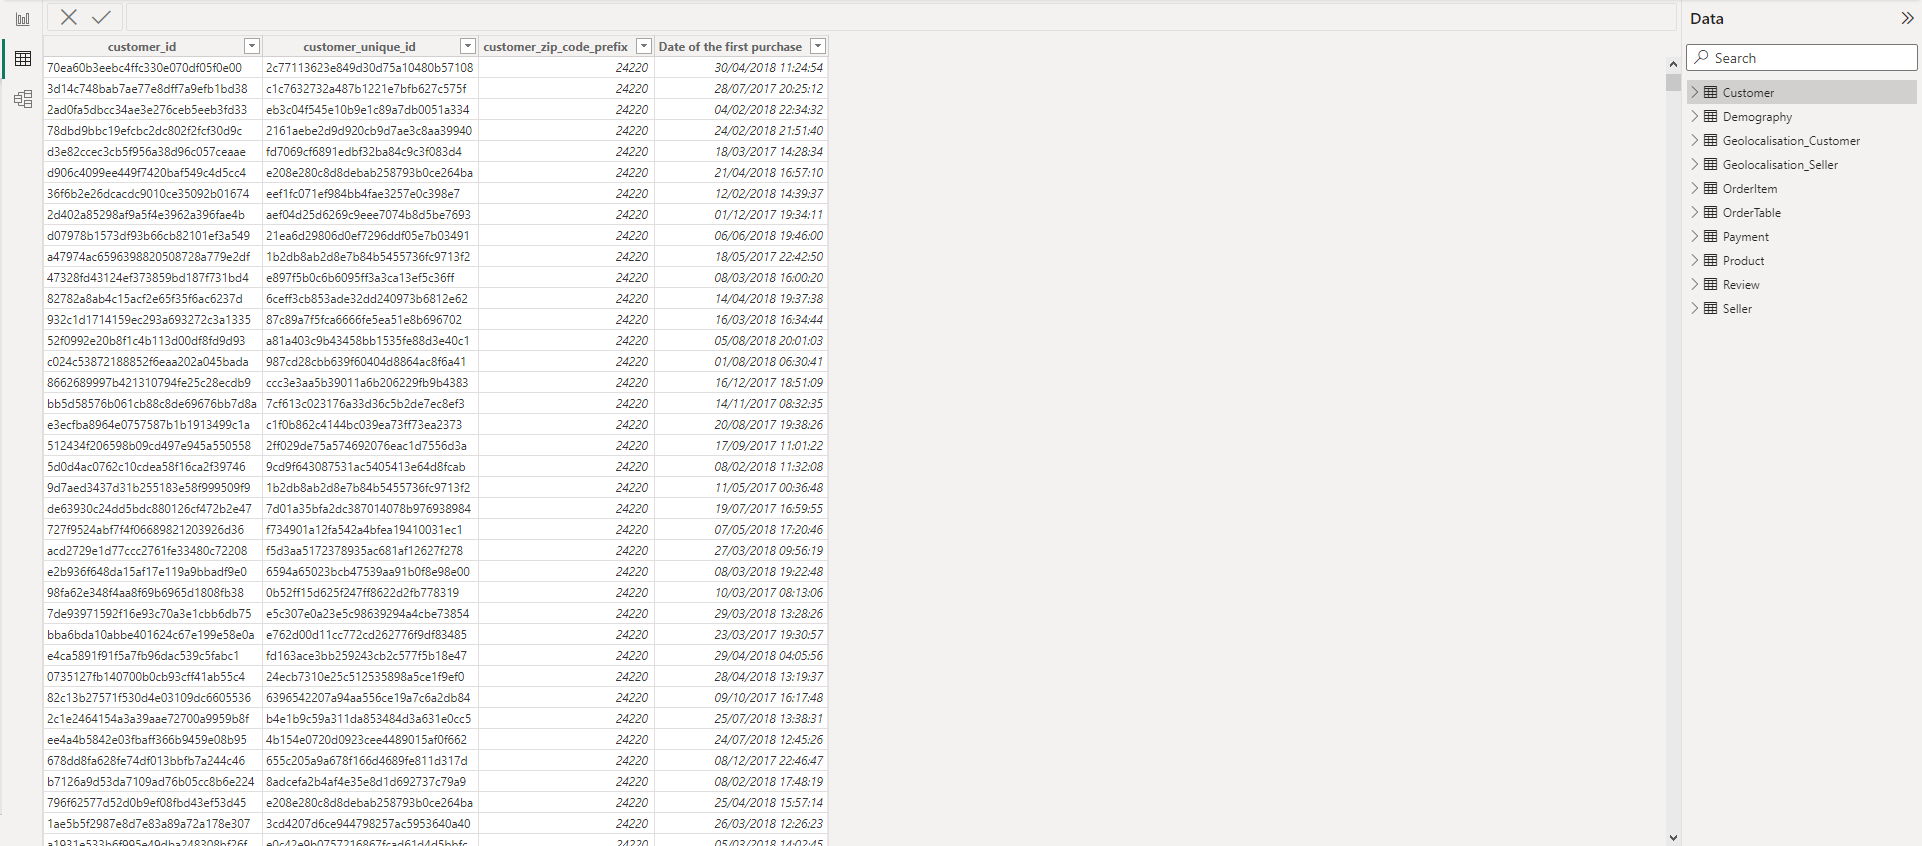 Data
Search
customer_id customer_unique_id customer_zip_code_prefix Date of the first purchase
70ea60b3eebc4ffc330e070df05f0e00 2c77113623e849d30d75a10480b57108 24220 30/04/2018 11:24:54
3d14c748bab7ae77e8dff7a9efb1bd38 c1c7632732a487b1221e7bfb627c575f 24220 28/07/2017 20:25:12
2ad0fa5dbcc34ae3e276ceb5eeb3fd33 eb3c04f545e10b9e1c89a7db0051a334 24220 04/02/2018 22:34:32
78dbd9bbc19efcbc2dc802f2fcf30d9c 2161aebe2d9d920cb9d7ae3c8aa39940 24220 24/02/2018 21:51:40
d3e82ccec3cb5f956a38d96c057ceaae fd7069cf6891edbf32ba84c9c3f083d4 24220 18/03/2017 14:28:34
d906c4099ee449f7420baf549c4d5cc4 e208e280c8d8debab258793b0ce264ba 24220 21/04/2018 16:57:10
36f6b2e26dcacdc9010ce35092b01674 eef1fc071ef984bb4fae3257e0c398e7 24220 12/02/2018 14:39:37
2d402a85298af9a5f4e3962a396fae4b aef04d25d6269c9eee7074b8d5be7693 24220 01/12/2017 19:34:11
d07978b1573df93b66cb82101ef3a549 21ea6d29806d0ef7296ddf05e7b03491 24220 06/06/2018 19:46:00
a47974ac6596398820508728a779e2df 1b2db8ab2d8e7b84b5455736fc9713f2 24220 18/05/2017 22:42:50
47328fd43124ef373859bd187f731bd4 e897f5b0c6b6095ff3a3ca13ef5c36ff 24220 08/03/2018 16:00:20
82782a8ab4c15acf2e65f35f6ac6237d 6ceff3cb853ade32dd240973b6812e62 24220 14/04/2018 19:37:38
932c1d1714159ec293a693272c3a1335 87c89a7f5fca6666fe5ea51e8b696702 24220 16/03/2018 16:34:44
52f0992e20b8f1c4b113d00df8fd9d93 a81a403c9b43458bb1535fe88d3e40c1 24220 05/08/2018 20:01:03
c024c53872188852f6eaa202a045bada 987cd28cbb639f60404d8864ac8f6a41 24220 01/08/2018 06:30:41
8662689997b421310794fe25c28ecdb9 ccc3e3aa5b39011a6b206229fb9b4383 24220 16/12/2017 18:51:09
bb5d58576b061cb88c8de69676bb7d8a 7cf613c023176a33d36c5b2de7ec8ef3 24220 14/11/2017 08:32:35
e3ecfba8964e0757587b1b1913499c1a c1f0b862c4144bc039ea73ff73ea2373 24220 20/08/2017 19:38:26
512434f206598b09cd497e945a550558 2ff029de75a574692076eac1d7556d3a 24220 17/09/2017 11:01:22
5d0d4ac0762c10cdea58f16ca2f39746 9cd9f643087531ac5405413e64d8fcab 24220 08/02/2018 11:32:08
9d7aed3437d31b255183e58f999509f9 1b2db8ab2d8e7b84b5455736fc9713f2 24220 11/05/2017 00:36:48
de63930c24dd5bdc880126cf472b2e47 7d01a35bfa2dc387014078b976938984 24220 19/07/2017 16:59:55
727f9524abf7f4f06689821203926d36 f734901a12fa542a4bfea19410031ec1 24220 07/05/2018 17:20:46
acd2729e1d77ccc2761fe33480c72208 f5d3aa5172378935ac681af12627f278 24220 27/03/2018 09:56:19
e2b936f648da15af17e119a9bbadf9e0 6594a65023bcb47539aa91b0f8e98e00 24220 08/03/2018 19:22:48
98fa62e348f4aa8f69b6965d1808fb38 0b52ff15d625f247ff8622d2fb778319 24220 10/03/2017 08:13:06
7de93971592f16e93c70a3e1cbb6db75 e5c307e0a23e5c98639294a4cbe73854 24220 29/03/2018 13:28:26
bba6bda10abbe401624c67e199e58e0a e762d00d11cc772cd262776f9df83485 24220 23/03/2017 19:30:57
e4ca5891f91f5a7fb96dac539c5fabc1 fd163ace3bb259243cb2c577f5b18e47 24220 29/04/2018 04:05:56
0735127fb140700b0cb93cff41ab55c4 24ecb7310e25c512535898a5ce1f9ef0 24220 28/04/2018 13:19:37
82c13b27571f530d4e03109dc6605536 6396542207a94aa556ce19a7c6a2db84 24220 09/10/2017 16:17:48
2c1e2464154a3a39aae72700a9959b8f b4e1b9c59a311da853484d3a631e0cc5 24220 25/07/2018 13:38:31
ee4a4b5842e03fbaff366b9459e08b95 4b154e0720d0923cee4489015af0f662 24220 24/07/2018 12:45:26
678dd8fa628fe74df013bbfb7a244c46 655c205a9a678f166d4689fe811d317d 24220 08/12/2017 22:46:47
b7126a9d53da7109ad76b05cc8b6e224 8adcefa2b4af4e35e8d1d692737c79a9 24220 08/02/2018 17:48:19
796f62577d52d0b9ef08fbd43ef53d45 e208e280c8d8debab258793b0ce264ba 24220 25/04/2018 15:57:14
1ae5b5f2987e8d7e83a89a72a178e307 3cd4207d6ce944798257ac5953640a40 24220 26/03/2018 12:26:23
24220 05/03/2018 14:02:45
Customer
Demography
Geolocalisation_Customer
Geolocalisation_Seller
OrderItem
OrderTable
Payment
Product
Review
Seller